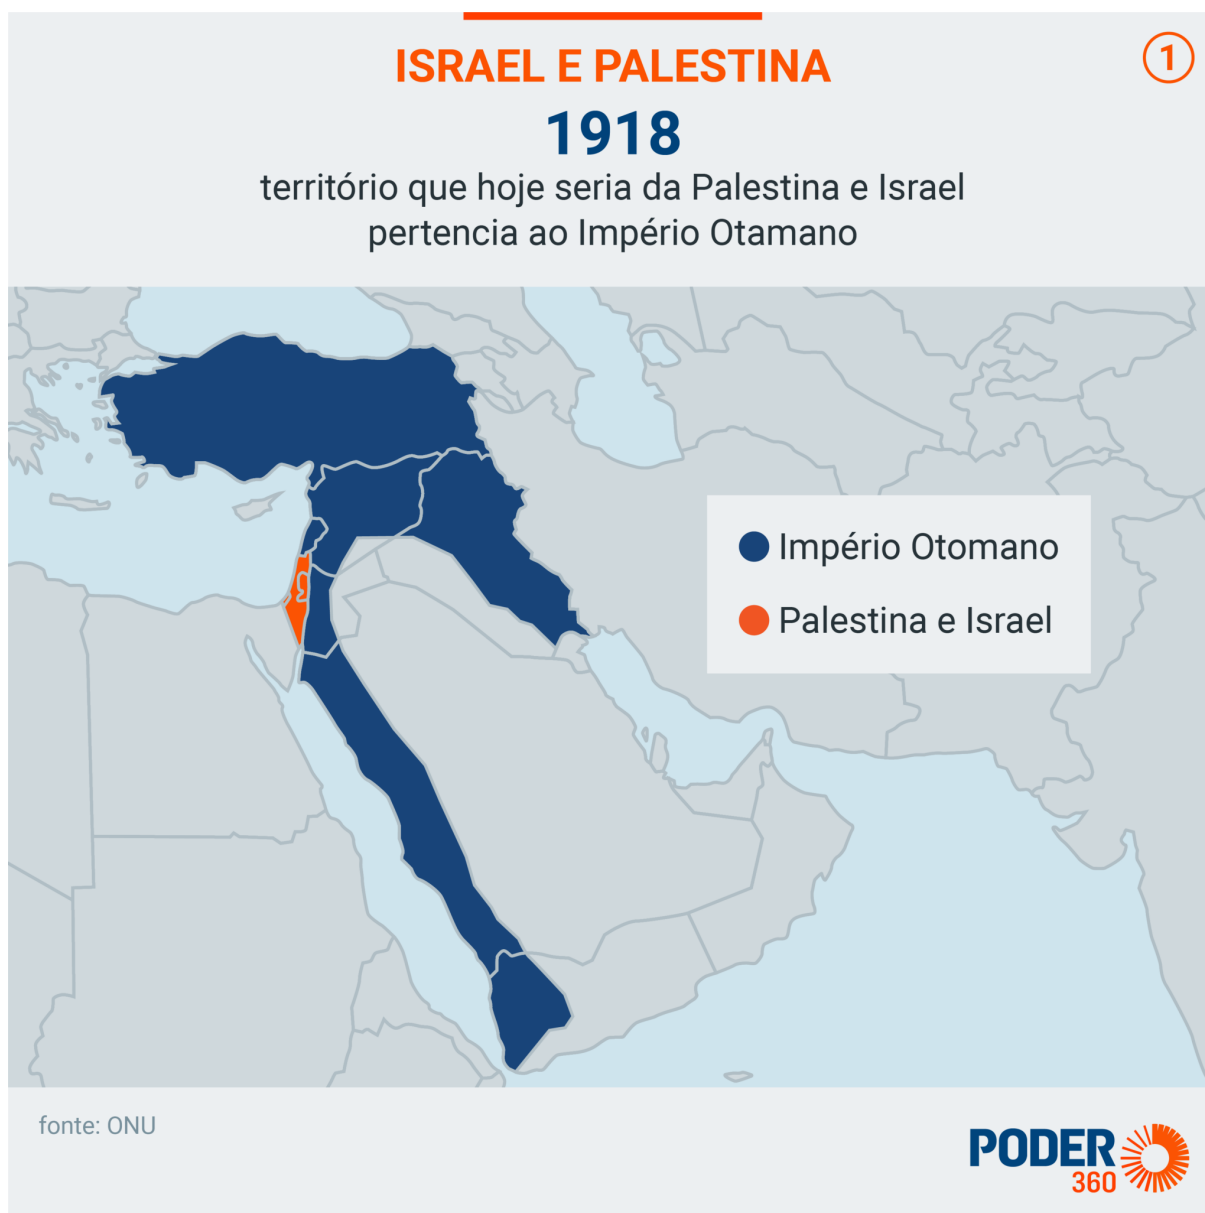 ISRAEL E PALESTINA
1
1918
território que hoje seria da Palestina e Israel
pertencia ao Império Otamano
Império Otomano
Palestina e Israel
fonte: ONU
PODER
360